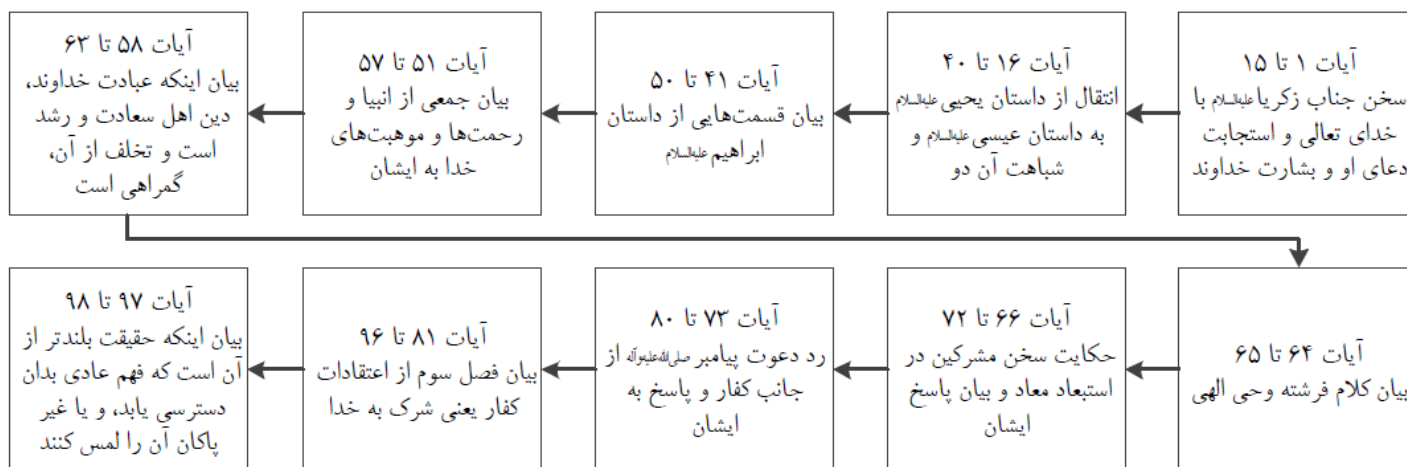 آیات ۱ تا ۱۵
سخن جناب زکریا علیه‌السلام با
خدای تعالی و استجابت
دعای او و بشارت خداوند
آیات ۱۶ تا ۴۰
انتقال از داستان یحیی علیه‌السلام
به داستان عیسی علیه‌السلام و
شباهت آن دو
آیات ۴۱ تا ۵۰
بیان قسمت‌هایی از داستان
ابراهیم علیه‌السلام
آیات ۵۱ تا ۵۷
بیان جمعی از انبیا و
رحمت‌ها و موهبت‌های
خدا به ایشان
آیات ۵۸ تا ۶۳
بیان اینکه عبادت خداوند،
دین اهل سعادت و رشد
است و تخلف از آن،
گمراهی است
آیات ۶۴ تا ۶۵
بیان کلام فرشته وحی الهی
آیات ۶۶ تا ۷۲
حکایت سخن مشرکین در
استبعاد معاد و بیان پاسخ
ایشان
آیات ۷۳ تا ۸۰
رد دعوت پیامبر صلی‌الله‌علیه‌وآله از
جانب کفار و پاسخ به
ایشان
آیات ۸۱ تا ۹۶
بیان فصل سوم از اعتقادات
کفار یعنی شرک به خدا
آیات ۹۷ تا ۹۸
بیان اینکه حقیقت بلندتر از
آن است که فهم عادی بدان
دسترسی یابد، و یا غیر
پاکان آن را لمس کنند